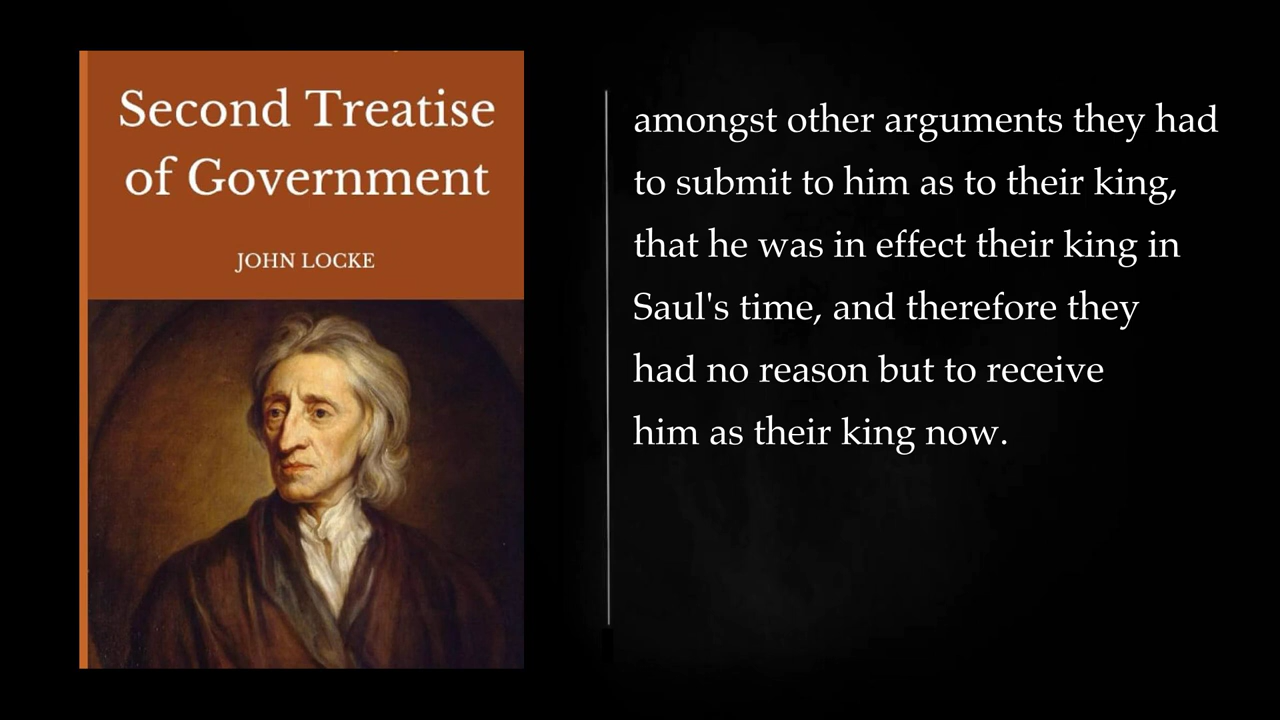 Second Treatise
of Government
JOHN LOCKE
amongst other arguments they had
to submit to him as to their king,
that he was in effect their king in
Saul's time, and therefore they
had no reason but to receive
him as their king now.